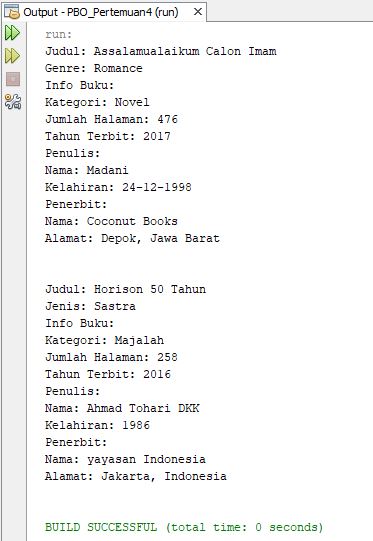 Output - PBO_Pertemuan4 (run)
run:
Judul: Assalamualaikum Calon Imam
Genre: Romance
Info Buku:
Kategori: Novel
Jumlah Halaman: 476
Tahun Terbit: 2017
Penulis:
Nama: Madani
Kelahiran: 24-12-1998
Penerbit:
Nama: Coconut Books
Alamat: Depok, Jawa Barat
Judul: Horison 50 Tahun
Jenis: Sastra
Info Buku:
Kategori: Majalah
Jumlah Halaman: 258
Tahun Terbit: 2016
Penulis:
Nama: Ahmad Tohari DKK
Kelahiran: 1986
Penerbit:
Nama: yayasan Indonesia
Alamat: Jakarta, Indonesia
BUILD SUCCESSFUL (total time: 0 seconds)